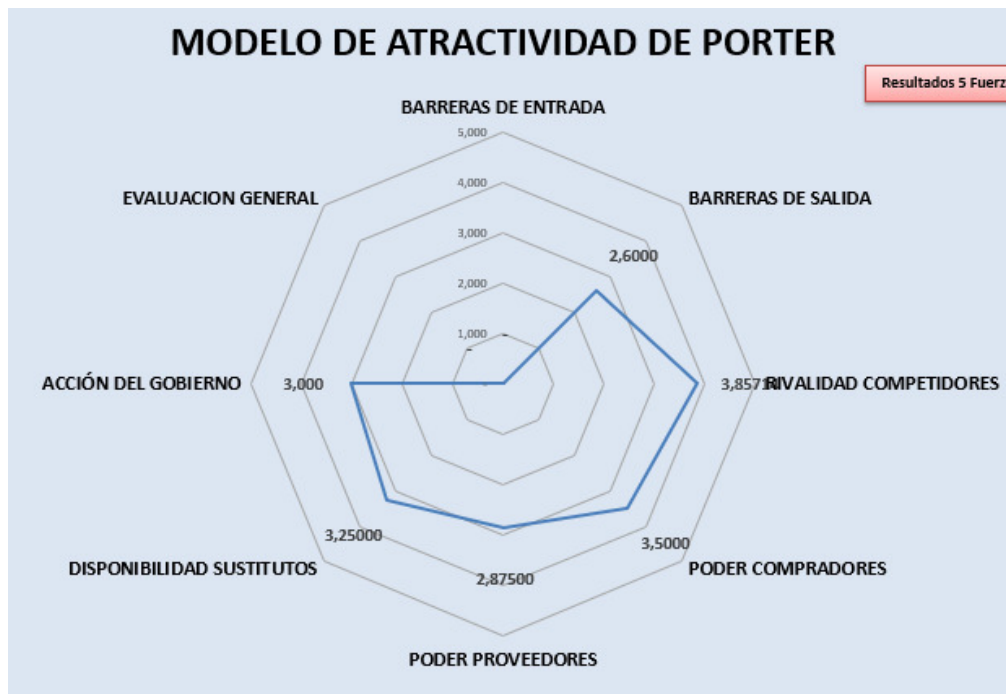 MODELO DE ATRACTIVIDAD DE PORTER
Resultados 5 Fuerz
BARRERAS DE ENTRADA
5,000
EVALUACION GENERAL
BARRERAS DE SALIDA
4,000
3,000
2,6000
2,000
1,000
ACCIÓN DEL GOBIERNO
3,000
3,8571
RIVALIDAD COMPETIDORES
3,25000
3,5000
DISPONIBILIDAD SUSTITUTOS
2,87500
PODER COMPRADORES
PODER PROVEEDORES